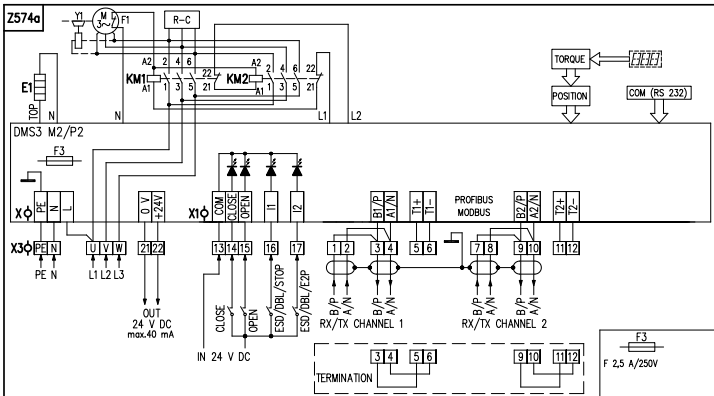 Z574a
Y1
M
3~
F1
R-C
E1
TOP
N
N
A2
KM1
A1
2 4 6
1 3 5
22
21
KM2
A2
A1
2 4 6
1 3 5
22
21
L1
L2
TORQUE
POSITION
COM (RS 232)
DMS3 M2/P2
F3
X
PE
N
L
0 V
+24V
X1
COM
CLOSE
OPEN
I1
I2
B1/P
A1/N
T1+
T1-
PROFIBUS
MODBUS
B2/P
A2/N
T2+
T2-
X3
PE N
U V W
21 22
13 14 15
16
17
1 2
3 4
5 6
7 8
9 10
11 12
PE N
L1 L2 L3
OUT
24 V DC
max.40 mA
CLOSE
OPEN
ESD/DBL/STOP
ESD/DBL/E2P
IN 24 V DC
B/P
A/N
B/P
A/N
RX/TX CHANNEL 1
B/P
A/N
B/P
A/N
RX/TX CHANNEL 2
TERMINATION
3 4
5 6
9 10
11 12
F3
F 2,5 A/250V